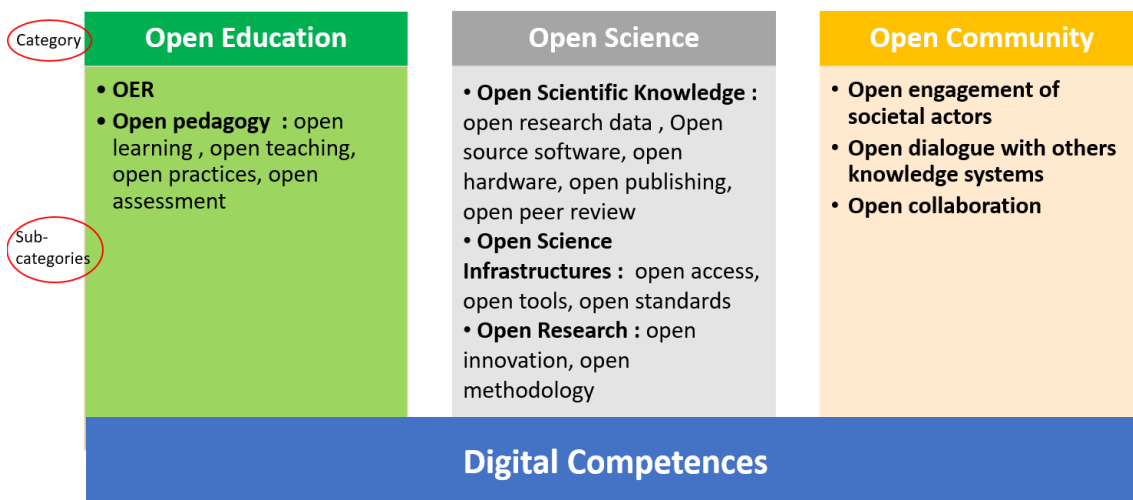 Category
Open Education
Open Science
Open Community
Sub-
categories
• OER
• Open pedagogy : open
learning , open teaching,
open practices, open
assessment
• Open Scientific Knowledge :
open research data , Open
source software, open
hardware, open publishing,
open peer review
• Open Science
Infrastructures : open access,
open tools, open standards
• Open Research : open
innovation, open
methodology
• Open engagement of
societal actors
• Open dialogue with others
knowledge systems
• Open collaboration
Digital Competences